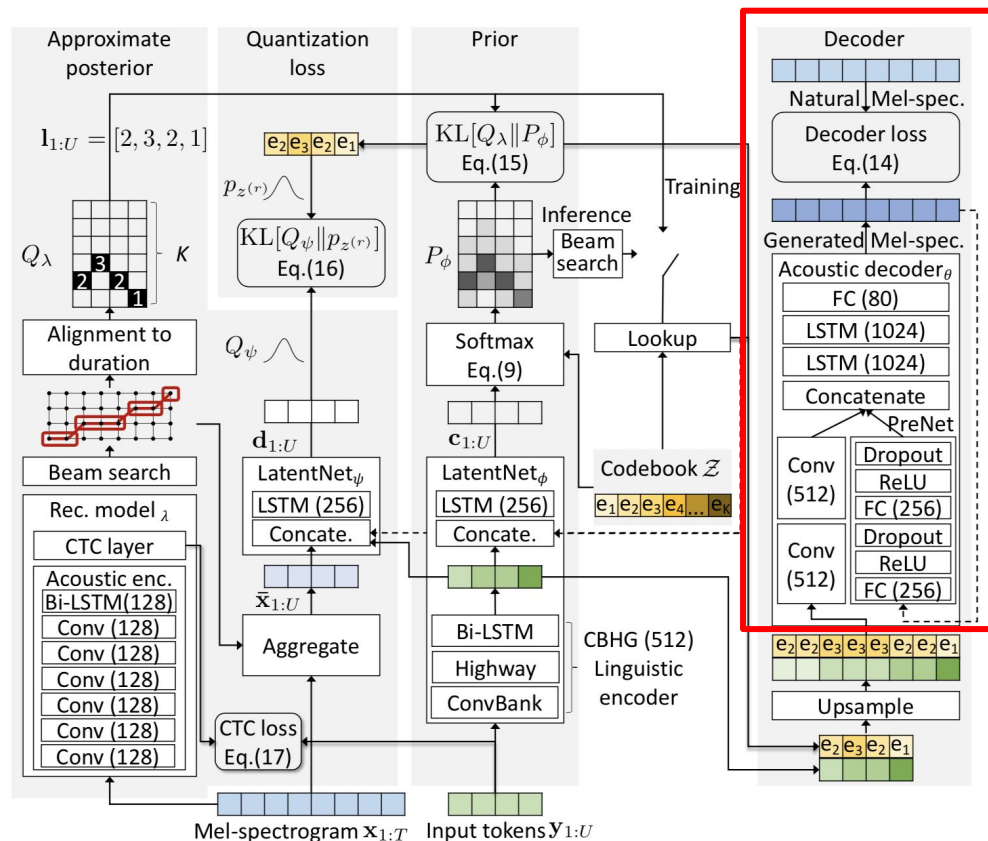 Approximate
posterior
l₁:U = [2, 3, 2, 1]
Qλ
3
2 2
1
K
Alignment to
duration
Beam search
Rec. model λ
CTC layer
Acoustic enc.
Bi-LSTM(128)
Conv (128)
Conv (128)
Conv (128)
Conv (128)
Conv (128)
Conv (128)
Quantization
loss
e₂ e₃ e₂ e₁
p_z(r)
KL[Qψ‖p_z(r)]
Eq.(16)
Qψ
d₁:U
LatentNetψ
LSTM (256)
Concate.
x̄₁:U
Aggregate
CTC loss
Eq.(17)
Mel-spectrogram x₁:T
Prior
KL[Qλ‖Pϕ]
Eq.(15)
Pϕ
Inference
Beam
search
Training
Softmax
Eq.(9)
Lookup
c₁:U
LatentNetϕ
LSTM (256)
Concate.
Codebook 𝒵
e₁ e₂ e₃ e₄ ... e_K
Bi-LSTM
Highway
ConvBank
CBHG (512)
Linguistic
encoder
Input tokens y₁:U
Decoder
Natural Mel-spec.
Decoder loss
Eq.(14)
Generated Mel-spec.
Acoustic decoderθ
FC (80)
LSTM (1024)
LSTM (1024)
Concatenate
PreNet
Conv
(512)
Conv
(512)
Dropout
ReLU
FC (256)
Dropout
ReLU
FC (256)
e₂ e₂ e₃ e₃ e₃ e₂ e₂ e₁
Upsample
e₂ e₃ e₂ e₁